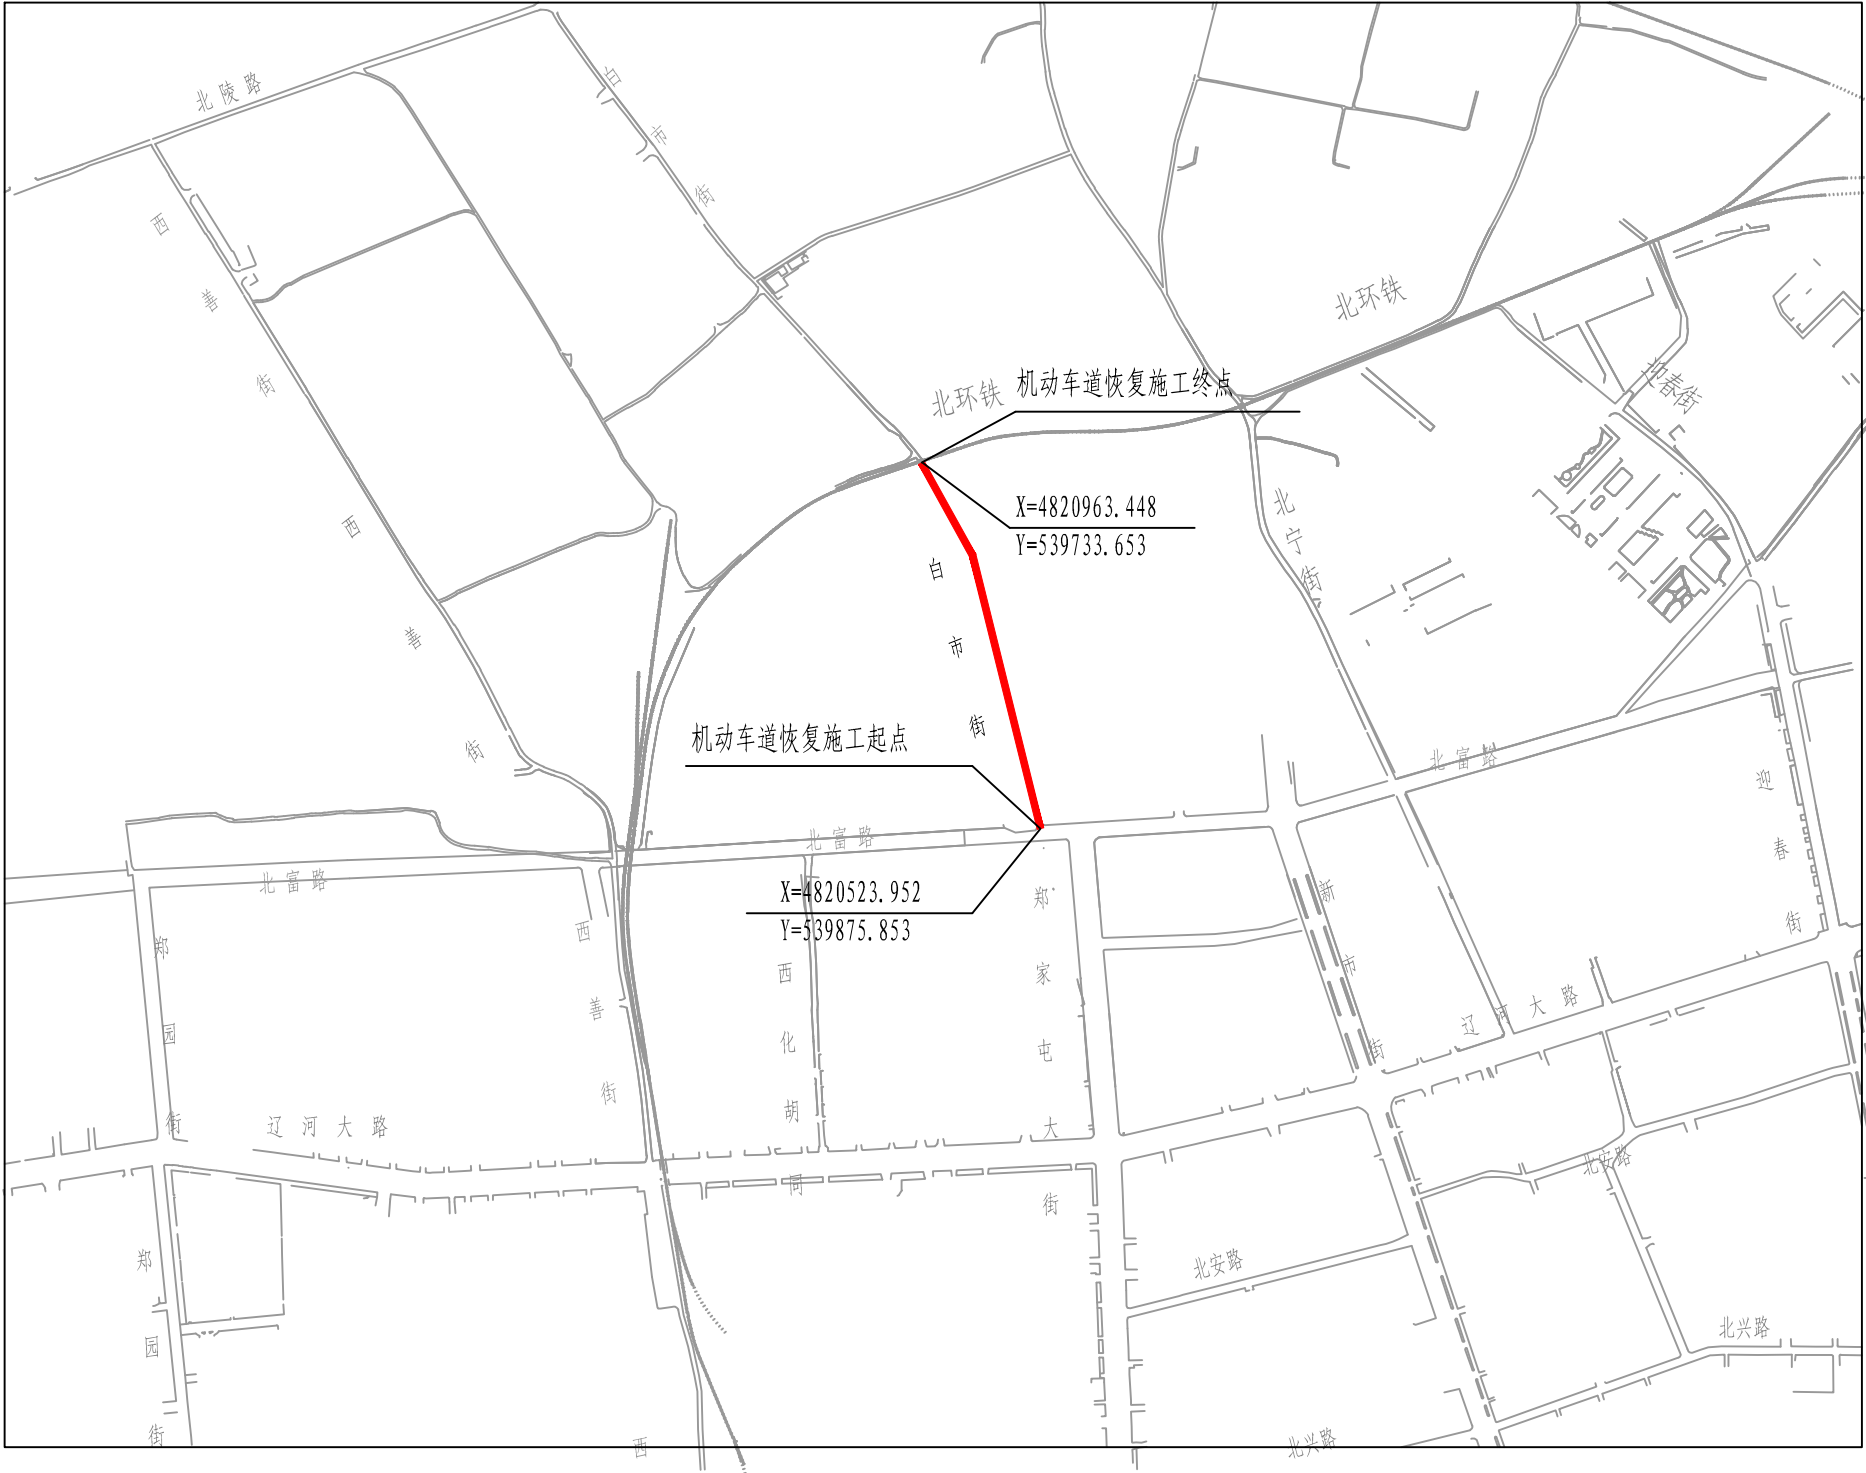 北陵路
白市街
西善街
北环铁
北环铁
机动车道恢复施工终点
迎春街
X=4820963.448
Y=539733.653
北宁街
西善街
白市街
机动车道恢复施工起点
北富路
北富路
北富路
迎春街
X=4820523.952
Y=539875.853
郑园街
西善街
西化胡同
郑家屯大街
新市街
辽河大路
辽河大路
北安路
北安路
郑园街
北兴路
北兴路
西